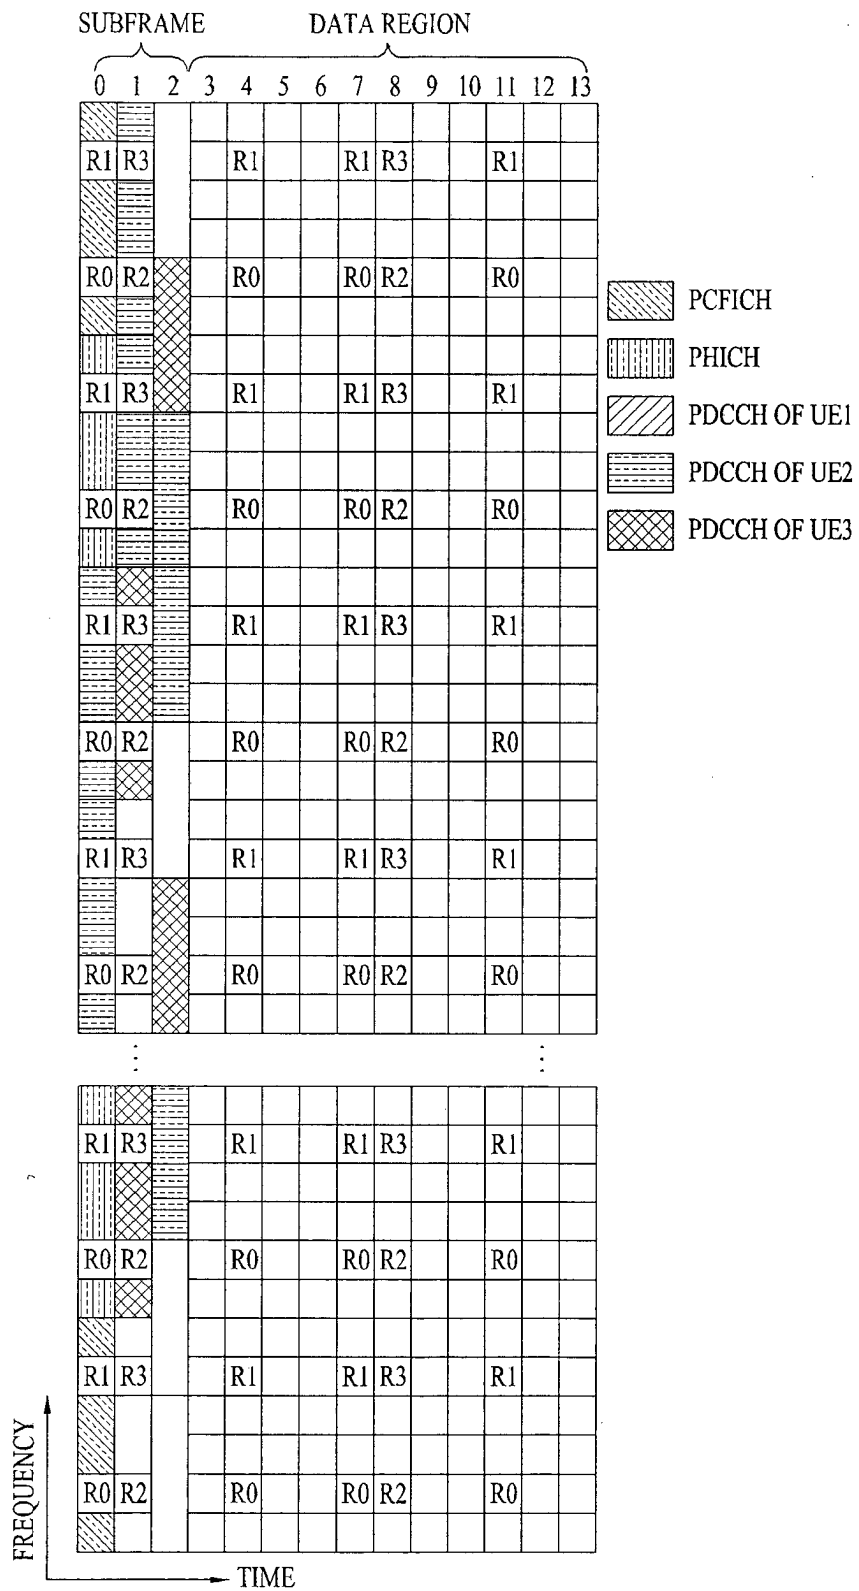 SUBFRAME DATA REGION
0 1 2 3 4 5 6 7 8 9 10 11 12 13
R1 R3 R1 R1 R3 R1
R0 R2 R0 R0 R2 R0
PCFICH
PHICH
R1 R3 R1 R1 R3 R1
PDCCH OF UE1
PDCCH OF UE2
R0 R2 R0 R0 R2 R0
PDCCH OF UE3
R1 R3 R1 R1 R3 R1
R0 R2 R0 R0 R2 R0
R1 R3 R1 R1 R3 R1
R0 R2 R0 R0 R2 R0
R1 R3 R1 R1 R3 R1
R0 R2 R0 R0 R2 R0
R1 R3 R1 R1 R3 R1
R0 R2 R0 R0 R2 R0
FREQUENCY
TIME